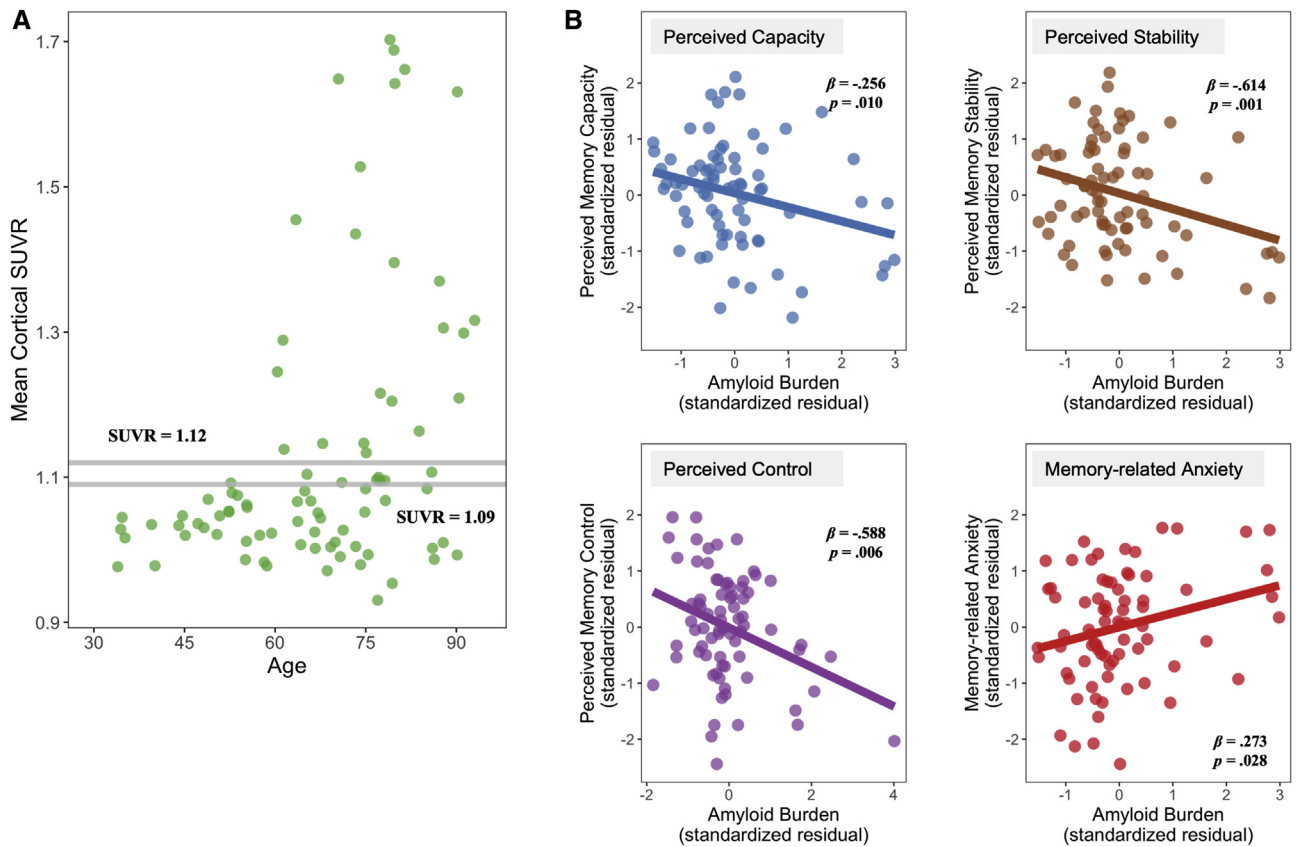 A
Mean Cortical SUVR
1.7
1.5
1.3
1.1
0.9
SUVR = 1.12
SUVR = 1.09
30 45 60 75 90
Age
B
Perceived Capacity
β = -.256
p = .010
Perceived Memory Capacity
(standardized residual)
2
1
0
-1
-2
-1 0 1 2 3
Amyloid Burden
(standardized residual)
Perceived Stability
β = -.614
p = .001
Perceived Memory Stability
(standardized residual)
2
1
0
-1
-2
-1 0 1 2 3
Amyloid Burden
(standardized residual)
Perceived Control
β = -.588
p = .006
Perceived Memory Control
(standardized residual)
2
1
0
-1
-2
-2 0 2 4
Amyloid Burden
(standardized residual)
Memory-related Anxiety
Memory-related Anxiety
(standardized residual)
2
1
0
-1
-2
β = .273
p = .028
-1 0 1 2 3
Amyloid Burden
(standardized residual)